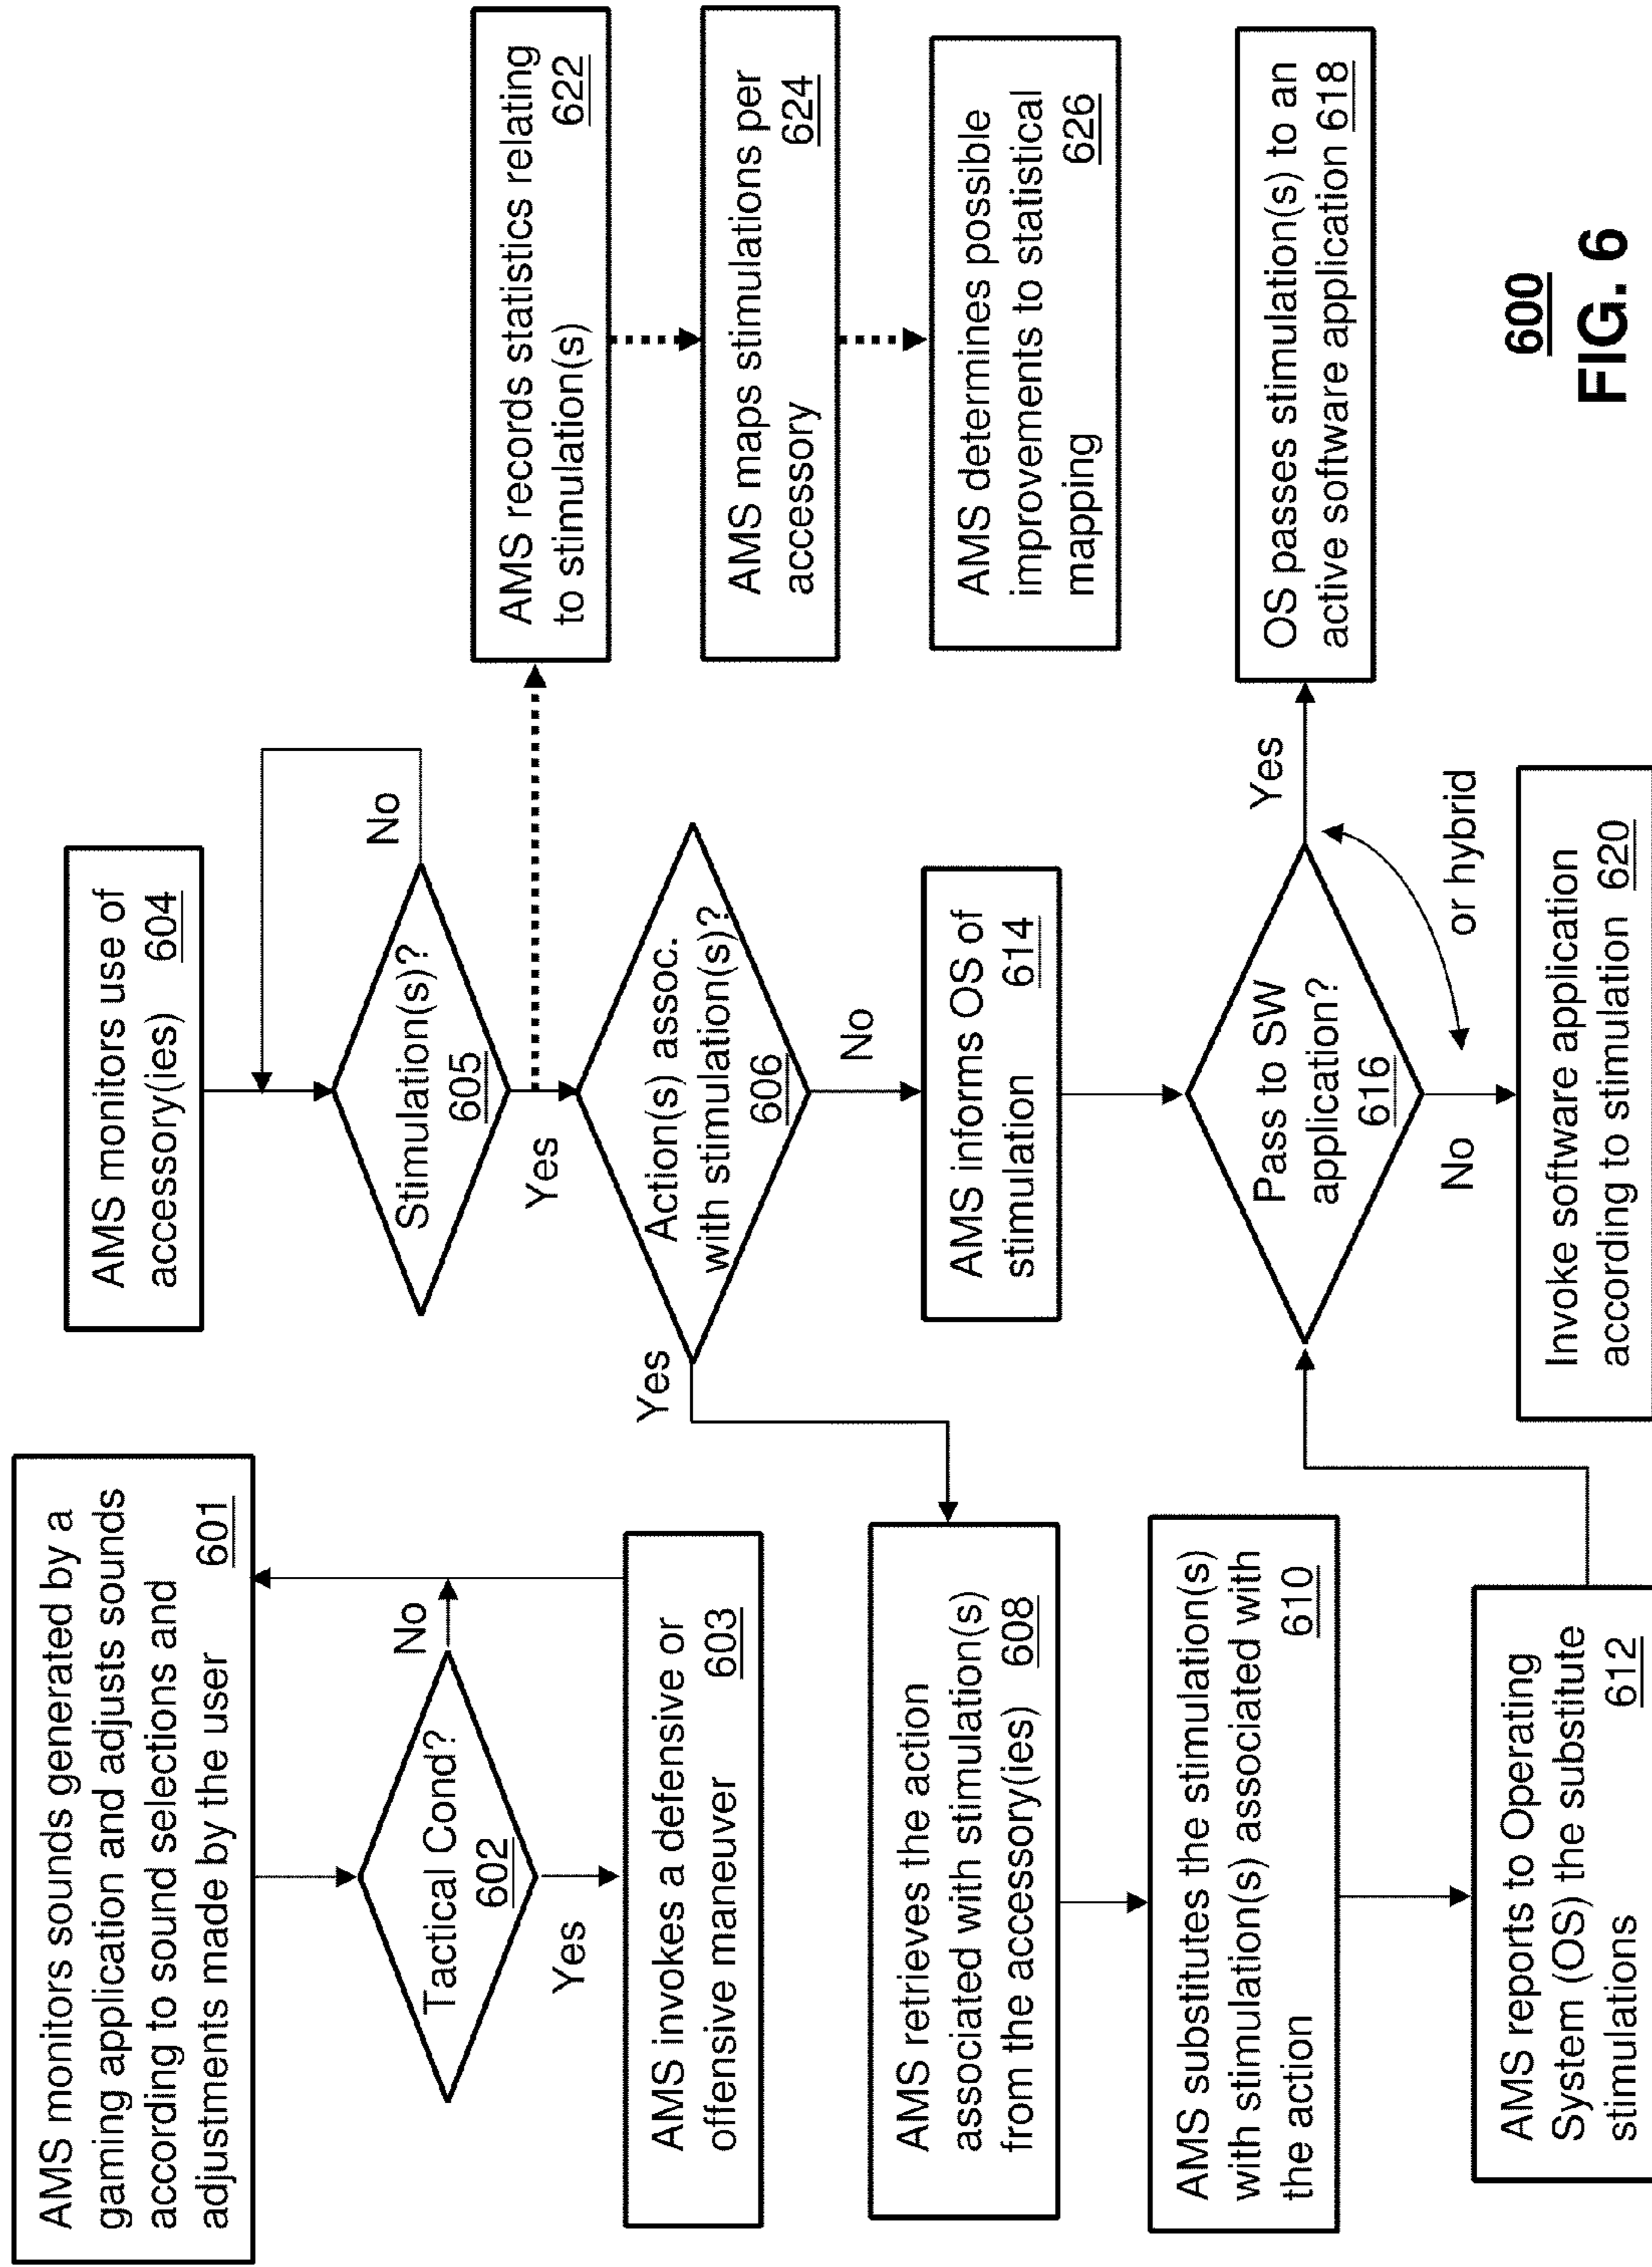 AMS monitors sounds generated by a
gaming application and adjusts sounds
according to sound selections and
adjustments made by the user 601
Tactical Cond?
602
No
Yes
AMS invokes a defensive or
offensive maneuver 603
AMS monitors use of
accessory(ies) 604
Stimulation(s)?
605
No
Yes
Action(s) assoc.
with stimulation(s)?
606
Yes
No
AMS retrieves the action
associated with stimulation(s)
from the accessory(ies) 608
AMS substitutes the stimulation(s)
with stimulation(s) associated with
the action 610
AMS reports to Operating
System (OS) the substitute
stimulations 612
AMS informs OS of
stimulation 614
Pass to SW
application?
616
Yes
No
or hybrid
OS passes stimulation(s) to an
active software application 618
Invoke software application
according to stimulation 620
AMS records statistics relating
to stimulation(s) 622
AMS maps stimulations per
accessory 624
AMS determines possible
improvements to statistical
mapping 626
600
FIG. 6